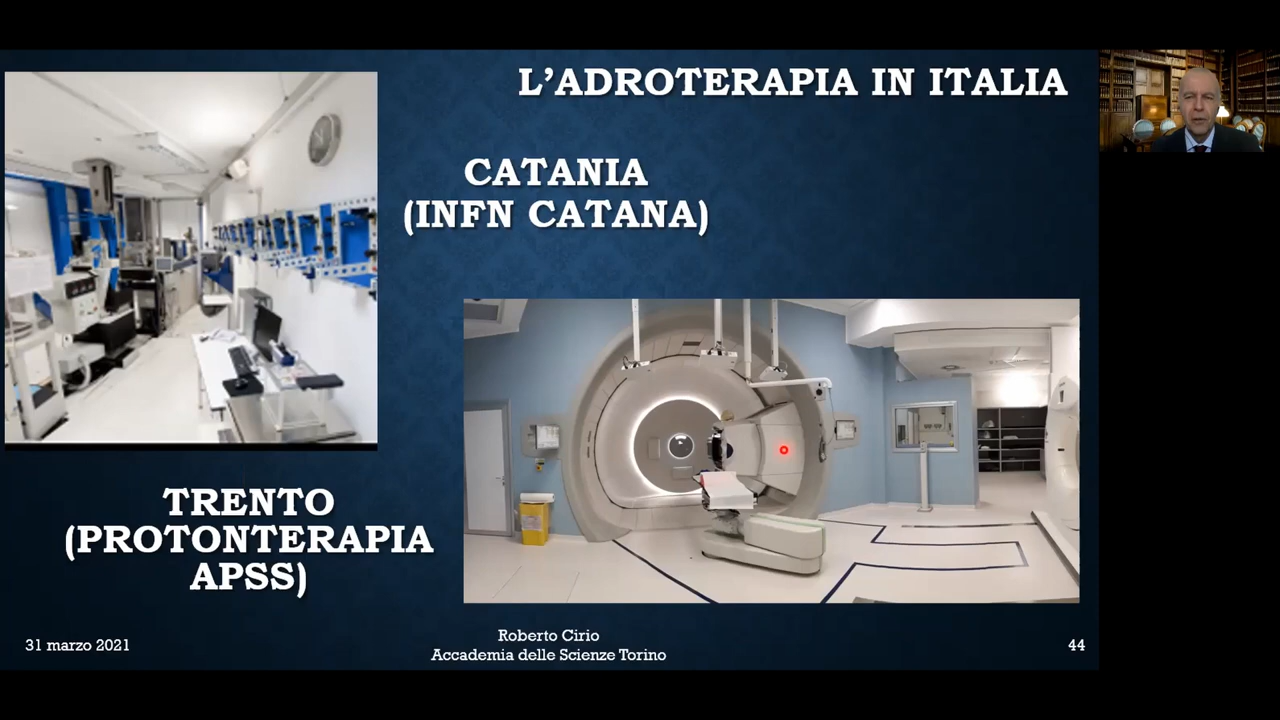 L'ADROTERAPIA IN ITALIA
CATANIA
(INFN CATANA)
TRENTO
(PROTONTERAPIA
APSS)
31 marzo 2021
Roberto Cirio
Accademia delle Scienze Torino
44